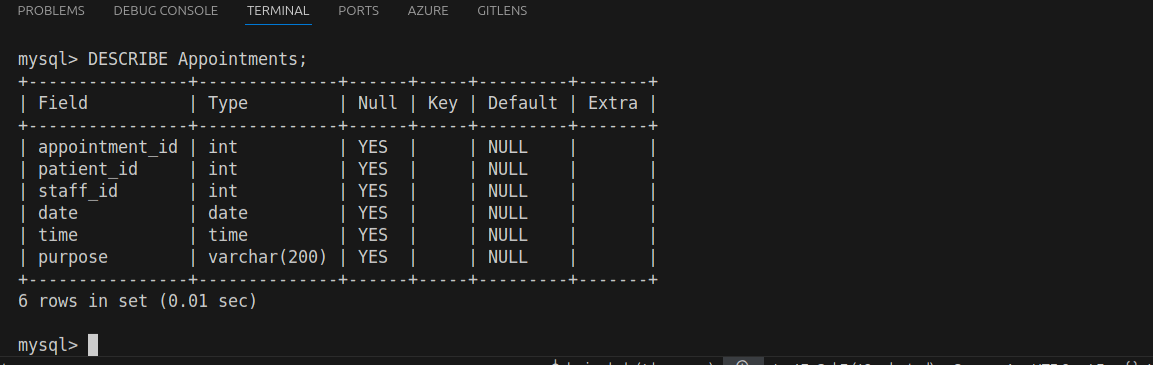 PROBLEMS DEBUG CONSOLE TERMINAL PORTS AZURE GITLENS
mysql> DESCRIBE Appointments;
+----------------+--------------+------+-----+---------+-------+
| Field          | Type         | Null | Key | Default | Extra |
+----------------+--------------+------+-----+---------+-------+
| appointment_id | int          | YES  |     | NULL    |       |
| patient_id     | int          | YES  |     | NULL    |       |
| staff_id       | int          | YES  |     | NULL    |       |
| date           | date         | YES  |     | NULL    |       |
| time           | time         | YES  |     | NULL    |       |
| purpose        | varchar(200) | YES  |     | NULL    |       |
+----------------+--------------+------+-----+---------+-------+
6 rows in set (0.01 sec)
mysql>